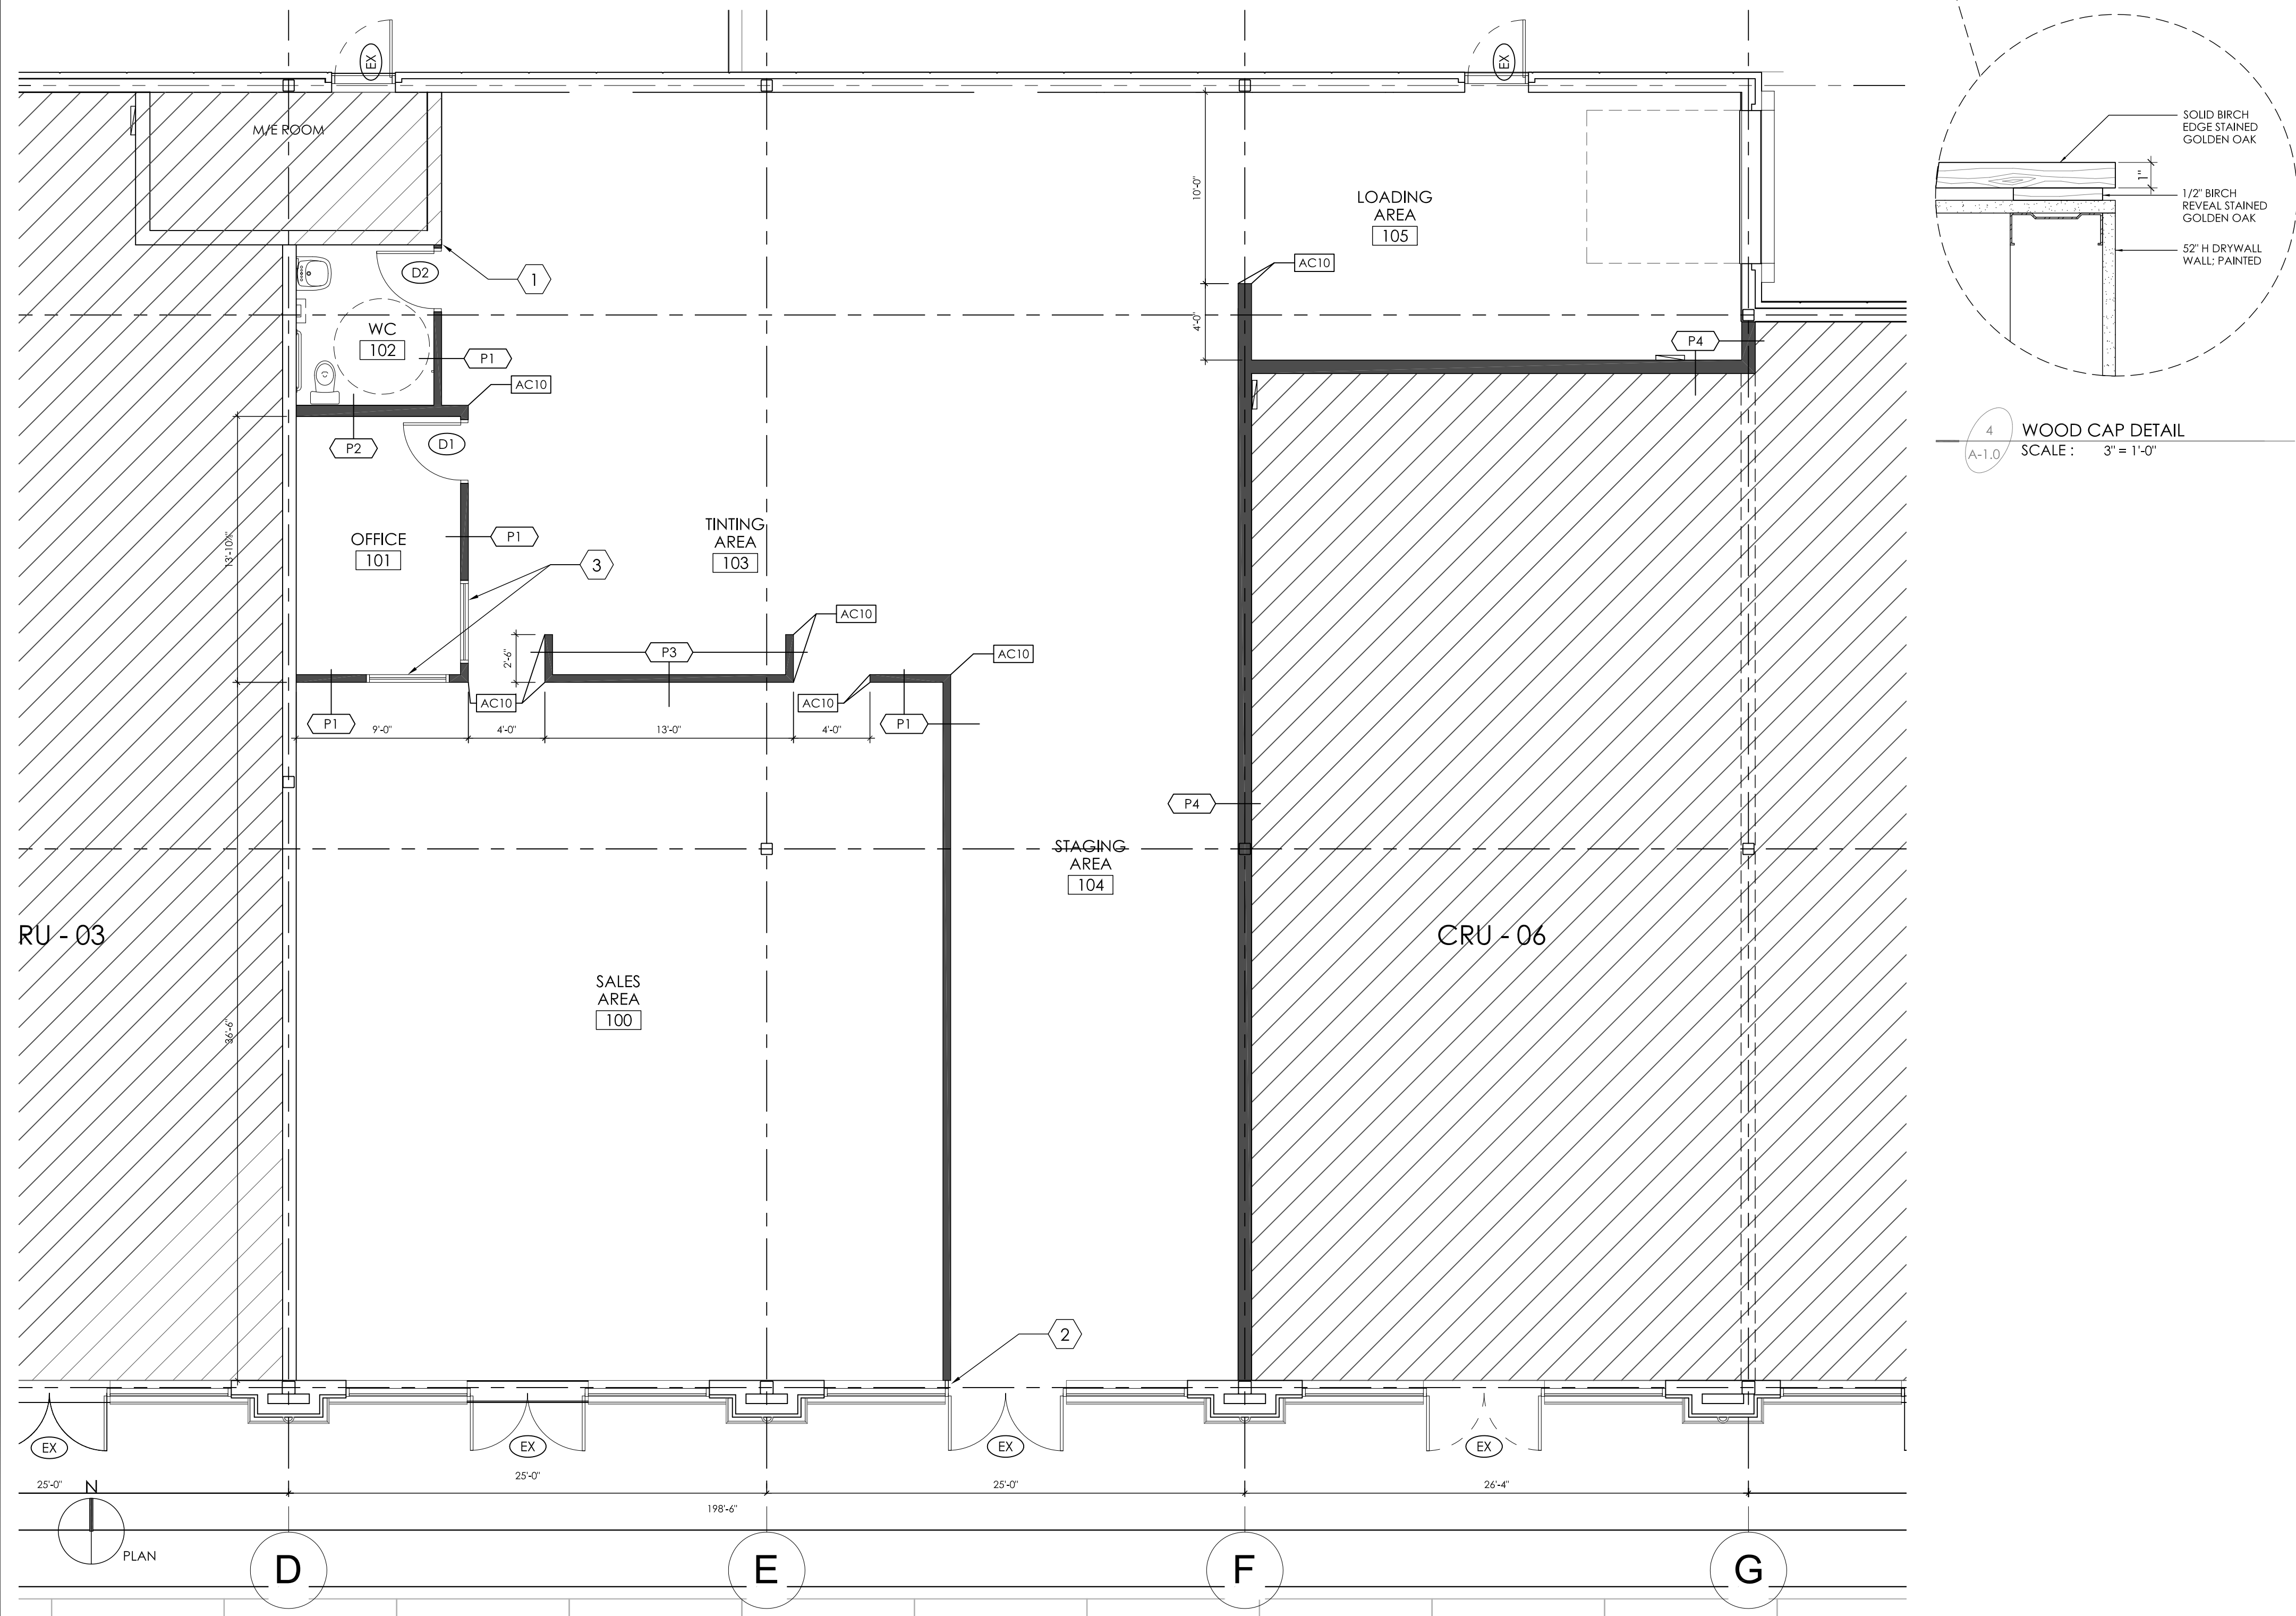 EX
EX
M/E ROOM
SOLID BIRCH
EDGE STAINED
GOLDEN OAK
1"
1/2" BIRCH
REVEAL STAINED
GOLDEN OAK
52" H DRYWALL
WALL; PAINTED
4
A-1.0
WOOD CAP DETAIL
SCALE : 3" = 1'-0"
10'-0"
LOADING
AREA
105
AC10
D2
1
4'-0"
WC
102
P1
P4
AC10
P2
D1
13'-10½"
OFFICE
101
P1
TINTING
AREA
103
3
AC10
2'-6"
P3
AC10
AC10
AC10
P1
P1
9'-0"
4'-0"
13'-0"
4'-0"
P4
STAGING
AREA
104
RU - 03
CRU - 06
SALES
AREA
100
36'-6"
2
EX
EX
EX
EX
25'-0"
25'-0"
25'-0"
26'-4"
198'-6"
N
PLAN
D
E
F
G